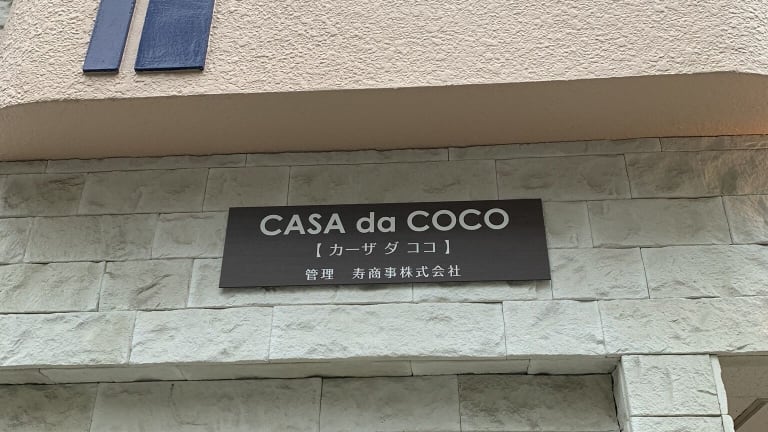 CASA da COCO
【 カーザ ダ ココ 】
管理　寿商事株式会社